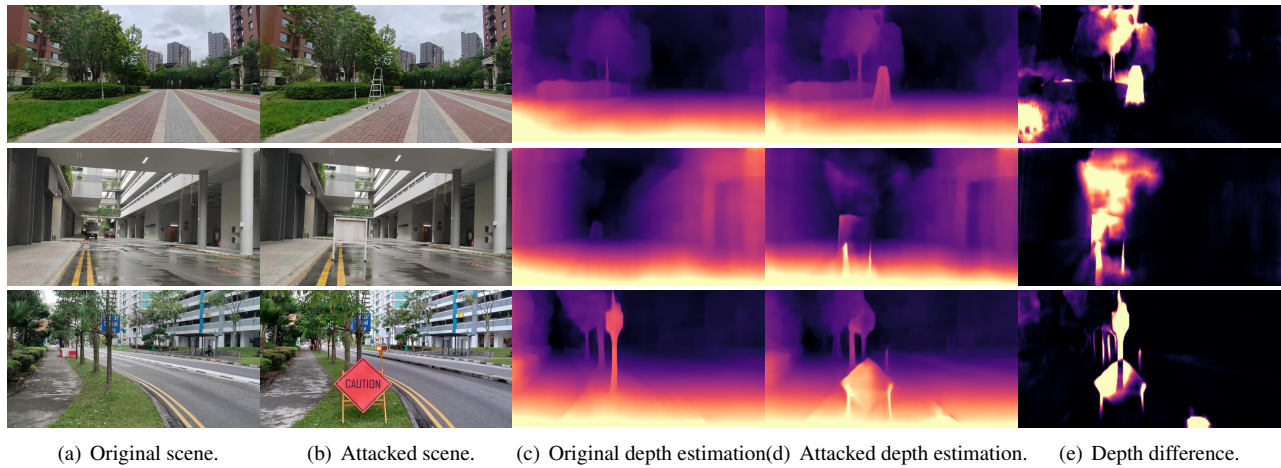 CAUTION
(a) Original scene.
(b) Attacked scene.
(c) Original depth estimation
(d) Attacked depth estimation.
(e) Depth difference.